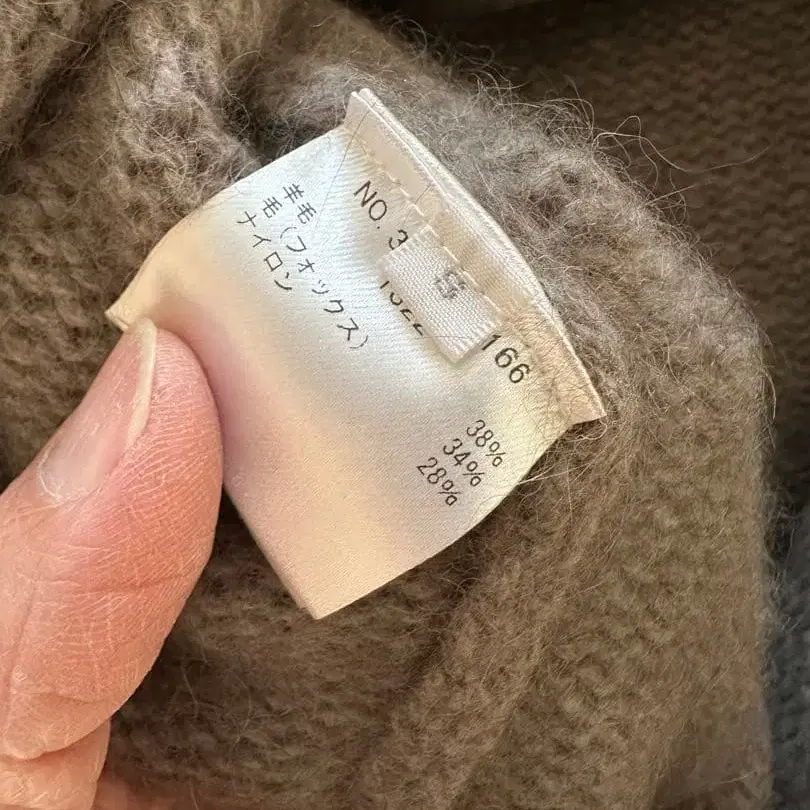 NO. 3
S
166
羊毛 38%
毛(フォックス) 34%
ナイロン 28%